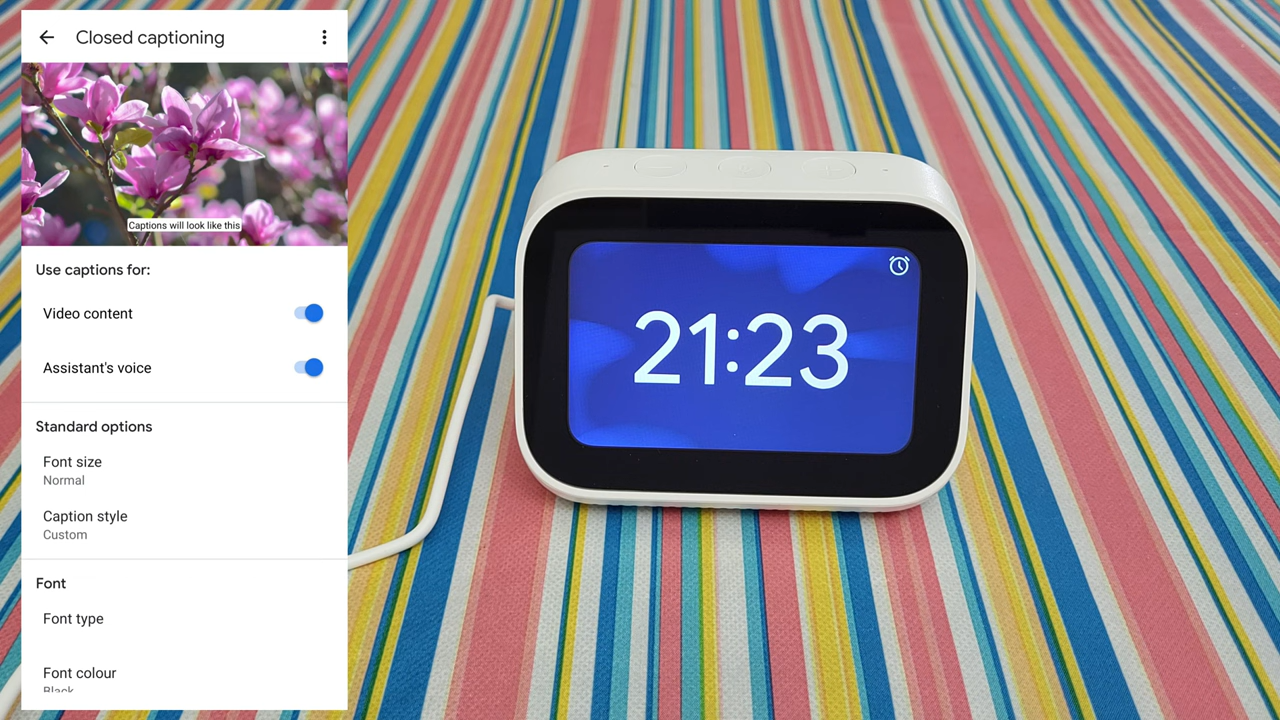 Closed captioning
Captions will look like this
Use captions for:
Video content
Assistant's voice
Standard options
Font size
Normal
Caption style
Custom
Font
Font type
Font colour
Black
21:23